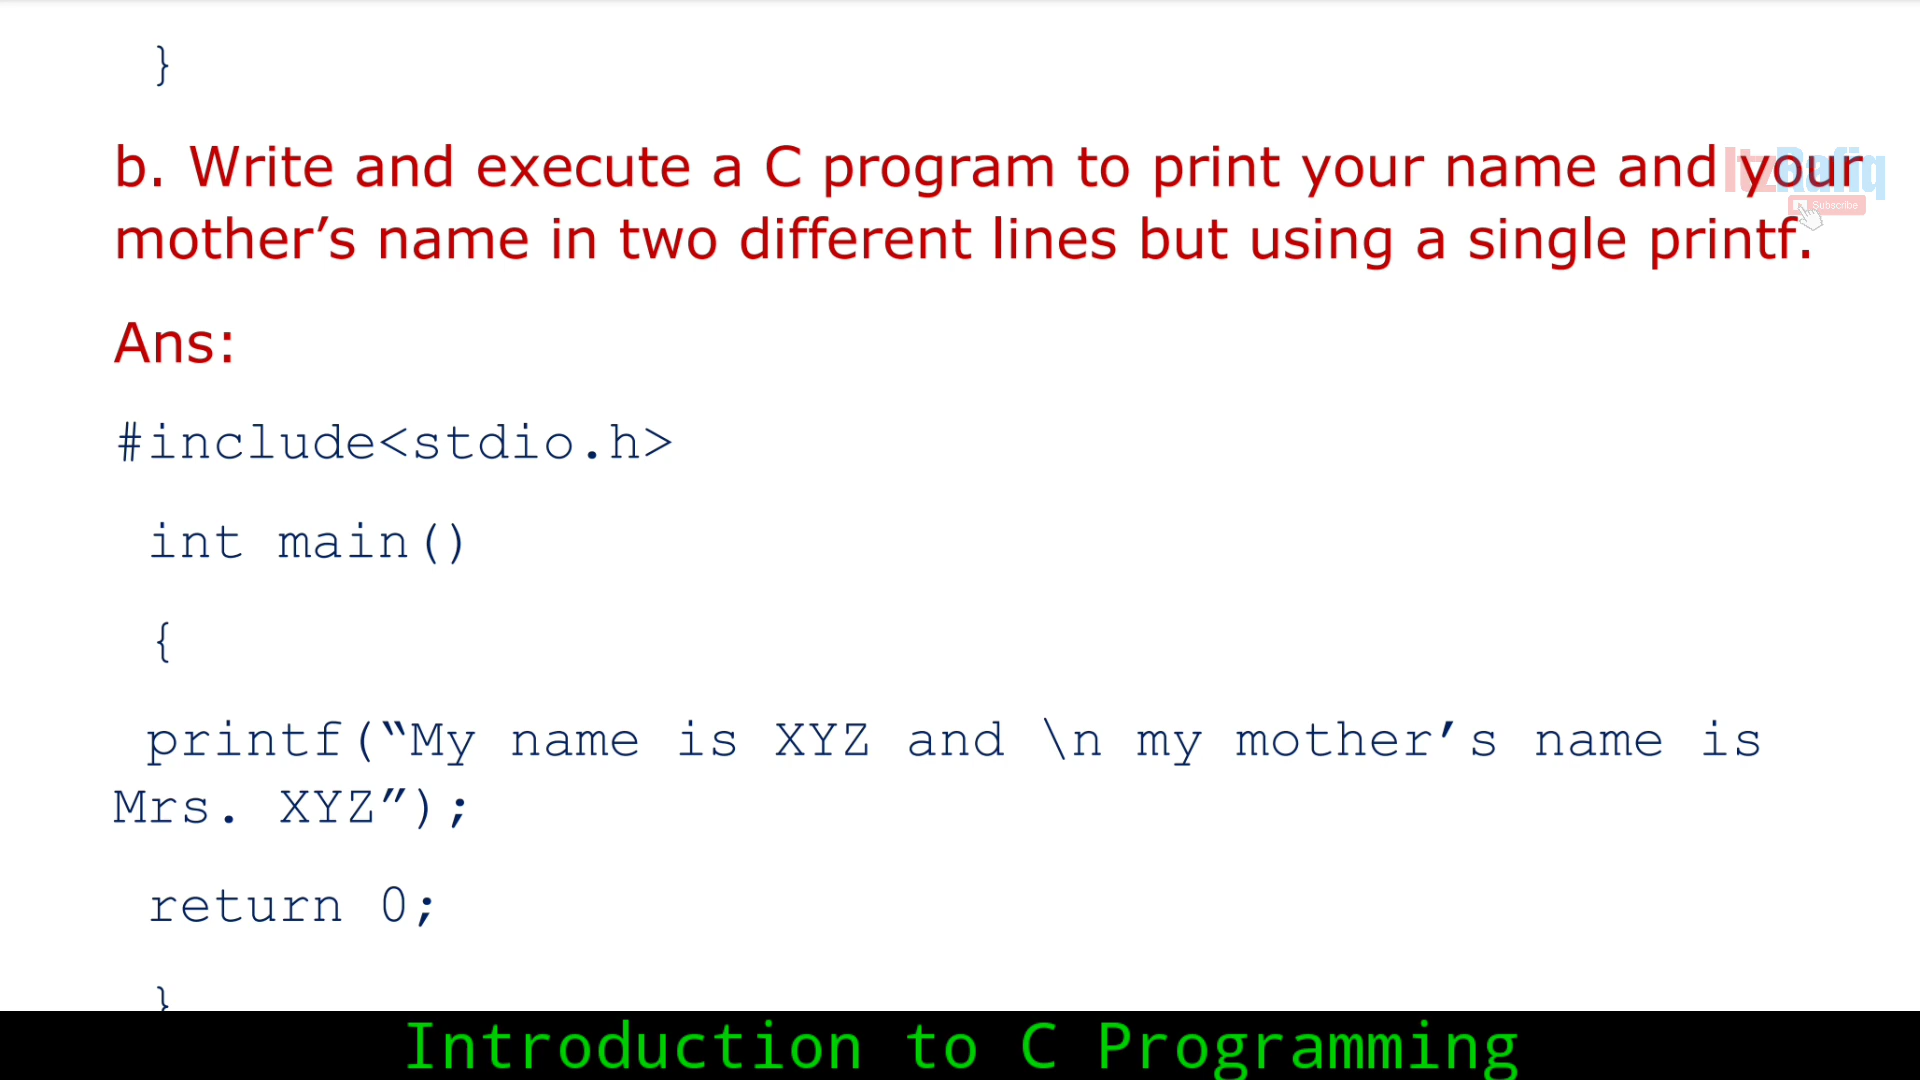 }
b. Write and execute a C program to print your name and your
mother’s name in two different lines but using a single printf.
ItzRafiq
Subscribe
Ans:
#include<stdio.h>
int main()
{
printf(“My name is XYZ and \n my mother’s name is
Mrs. XYZ”);
return 0;
}
Introduction to C Programming